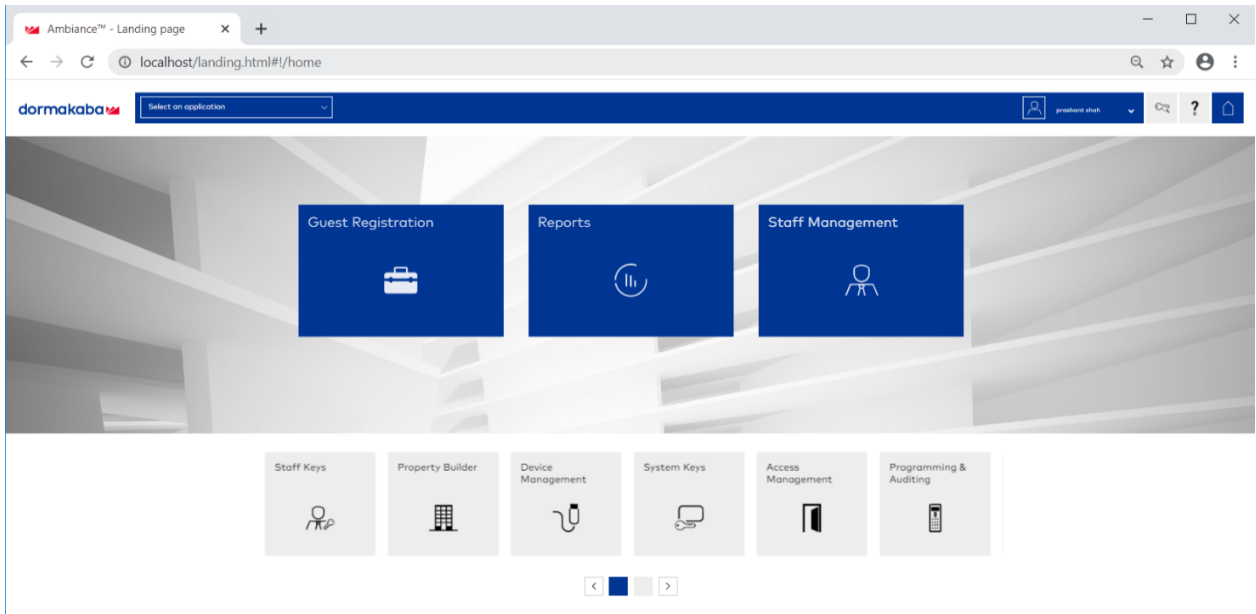 Ambiance™ - Landing page
localhost/landing.html#!/home
dormakaba
Select an application
prashant shah
?
Guest Registration
Reports
Staff Management
Staff Keys
Property Builder
Device
Management
System Keys
Access
Management
Programming &
Auditing